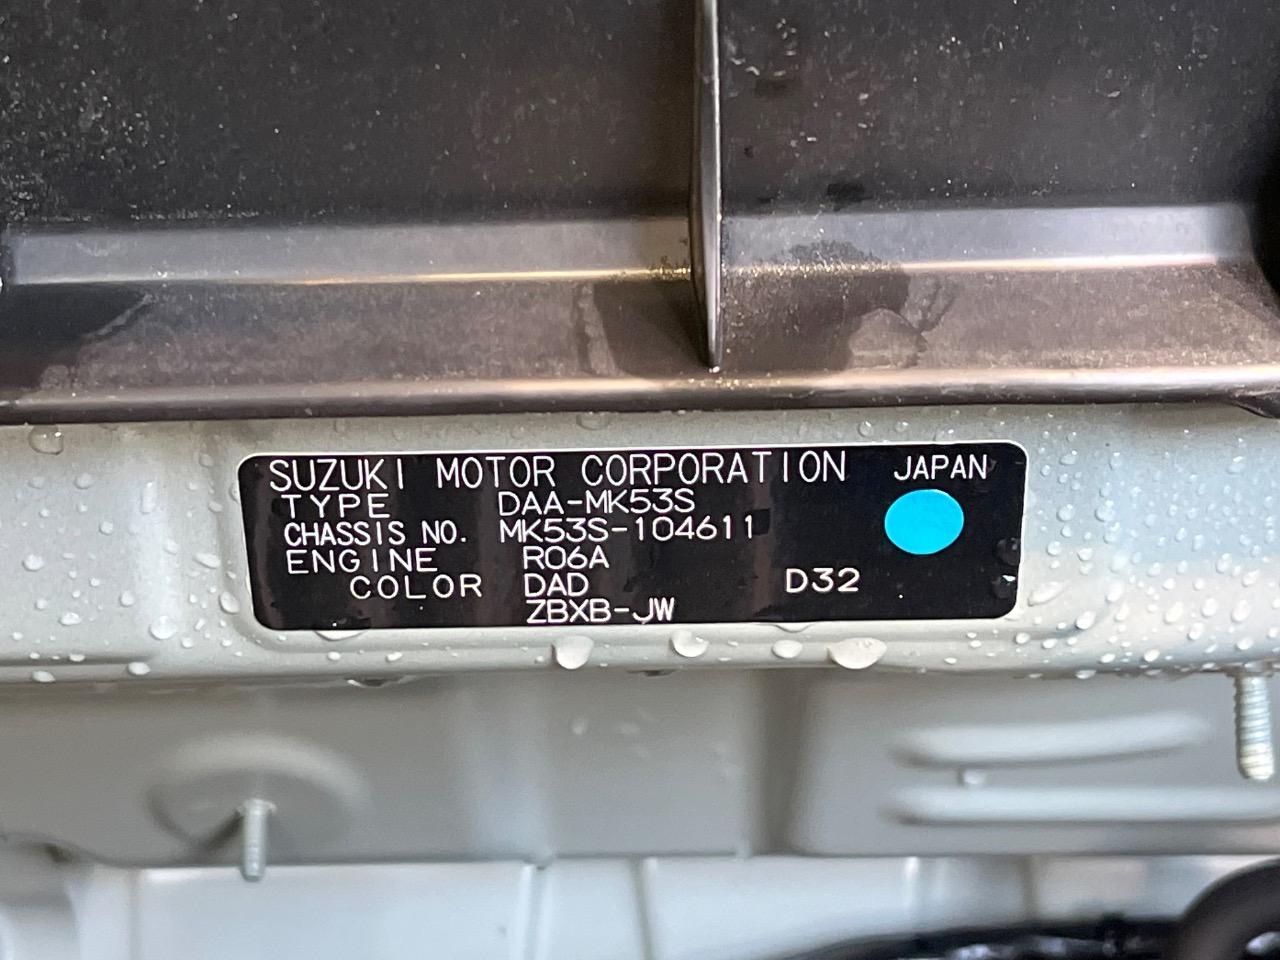 SUZUKI MOTOR CORPORATION JAPAN
TYPE DAA-MK53S
CHASSIS NO. MK53S-104611
ENGINE R06A
COLOR DAD D32
ZBXB-JW